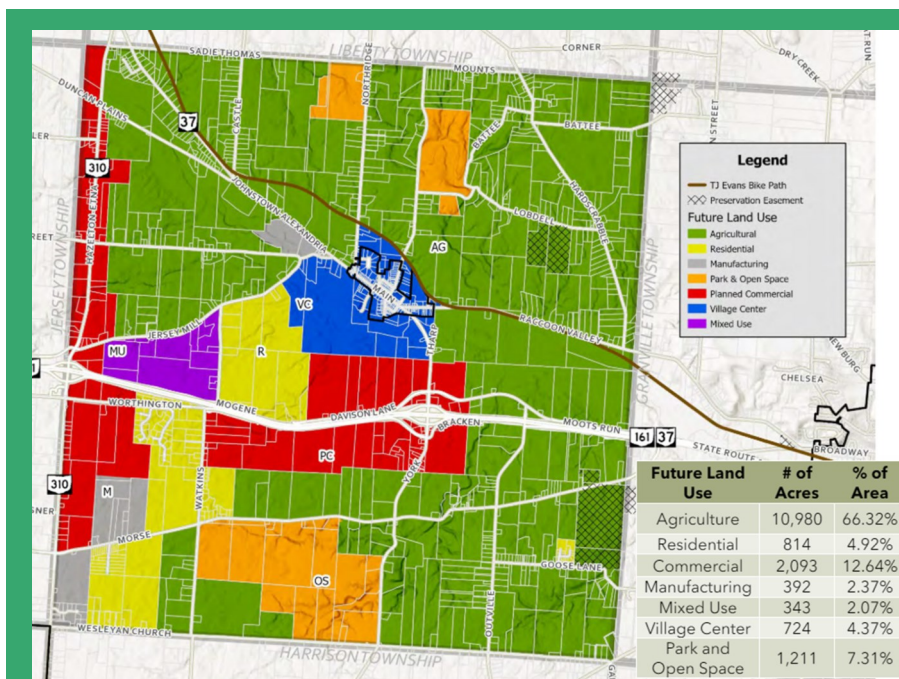 LIBERTY TOWNSHIP
CORNER
SADIE THOMAS
MOUNTS
NORTHRIDGE
DRY CREEK
DUNCAN PLAINS
CASTLE
37
BATTEE
BATTEE
310
HAZELTON ETNA
JOHNSTOWN ALEXANDRIA
HARDSCRABBLE
LOBDELL
AG
JERSEY TOWNSHIP
GRANVILLE TOWNSHIP
Legend
TJ Evans Bike Path
Preservation Easement
Future Land Use
Agricultural
Residential
Manufacturing
Park & Open Space
Planned Commercial
Village Center
Mixed Use
MAIN
VC
THARP
RACCOON VALLEY
JERSEY MILL
MU
R
CHELSEA
WORTHINGTON
MOGENE
DAVISON LANE
BRACKEN
MOOTS RUN
161 37
STATE ROUTE
BROADWAY
PC
YORK
WATKINS
310
M
MORSE
GOOSE LANE
OS
OUTVILLE
WESLEYAN CHURCH
HARRISON TOWNSHIP
Future Land Use # of Acres % of Area
Agriculture 10,980 66.32%
Residential 814 4.92%
Commercial 2,093 12.64%
Manufacturing 392 2.37%
Mixed Use 343 2.07%
Village Center 724 4.37%
Park and Open Space 1,211 7.31%